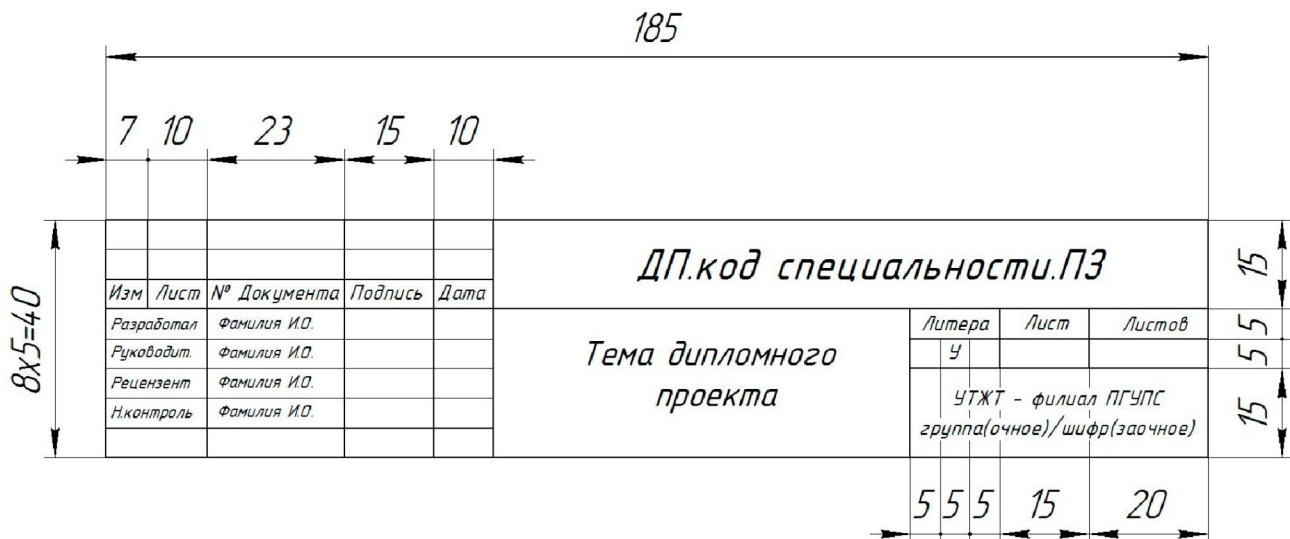 185
7 10 23 15 10
8х5=40
ДП.код специальности.ПЗ
15
Изм Лист № Документа Подпись Дата
Разработал Фамилия И.О.
Руководит. Фамилия И.О.
Рецензент Фамилия И.О.
Н.контроль Фамилия И.О.
Тема дипломного
проекта
Литера Лист Листов
У
5
5
УТЖТ - филиал ПГУПС
группа(очное)/шифр(заочное)
15
5 5 5 15 20